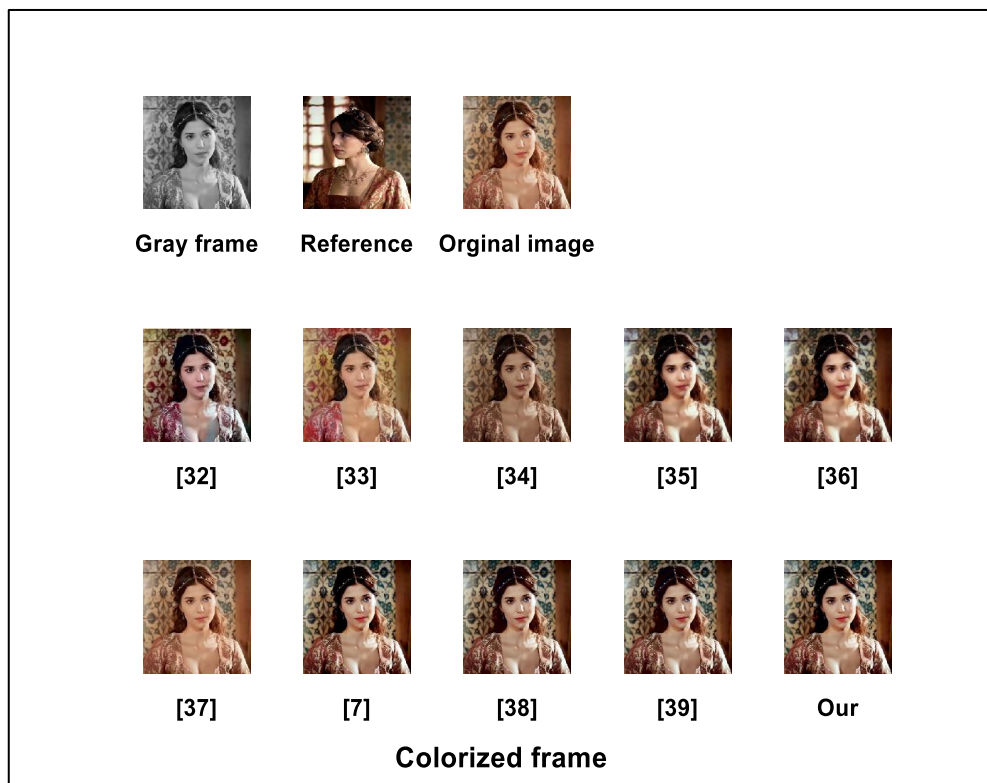 Gray frame Reference Orginal image
[32] [33] [34] [35] [36]
[37] [7] [38] [39] Our
Colorized frame